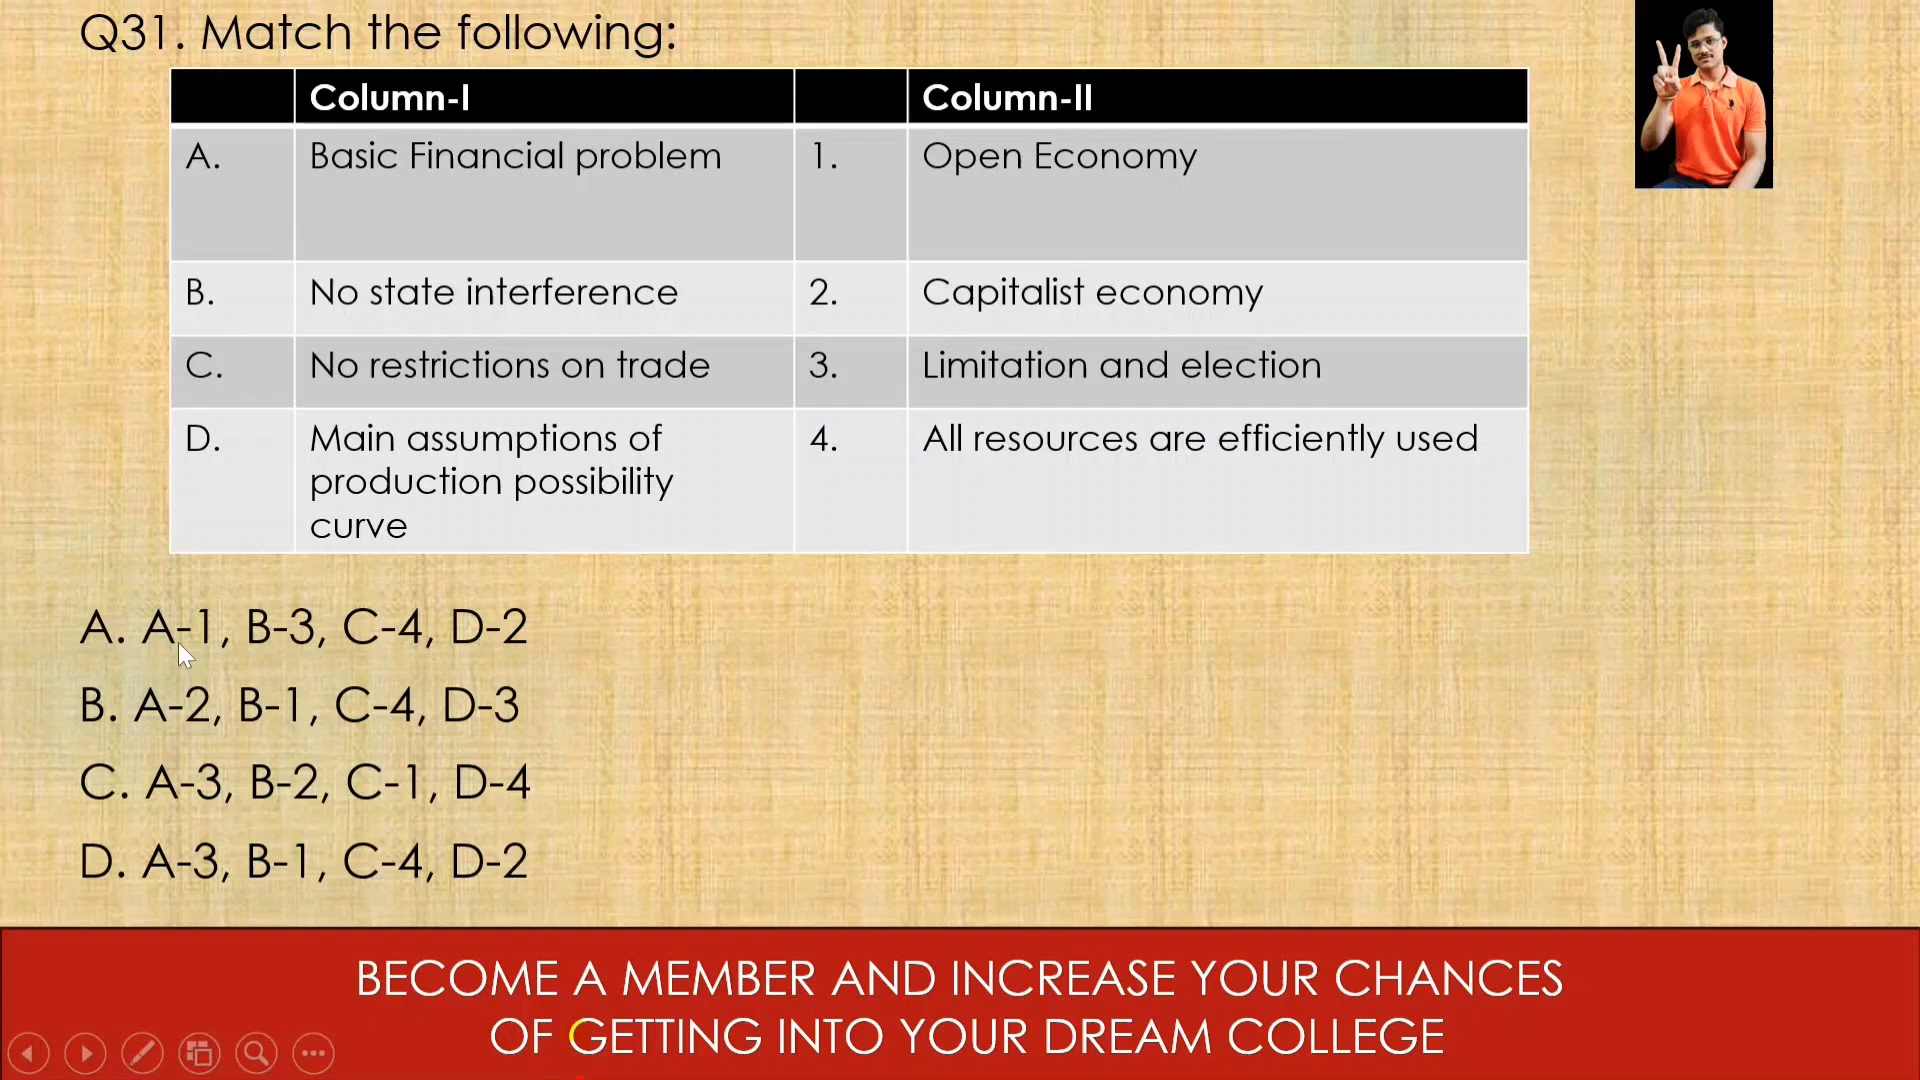 Q31. Match the following:
Column-I Column-II
A. Basic Financial problem 1. Open Economy
B. No state interference 2. Capitalist economy
C. No restrictions on trade 3. Limitation and election
D. Main assumptions of 4. All resources are efficiently used
production possibility
curve
A. A-1, B-3, C-4, D-2
B. A-2, B-1, C-4, D-3
C. A-3, B-2, C-1, D-4
D. A-3, B-1, C-4, D-2
BECOME A MEMBER AND INCREASE YOUR CHANCES
OF GETTING INTO YOUR DREAM COLLEGE